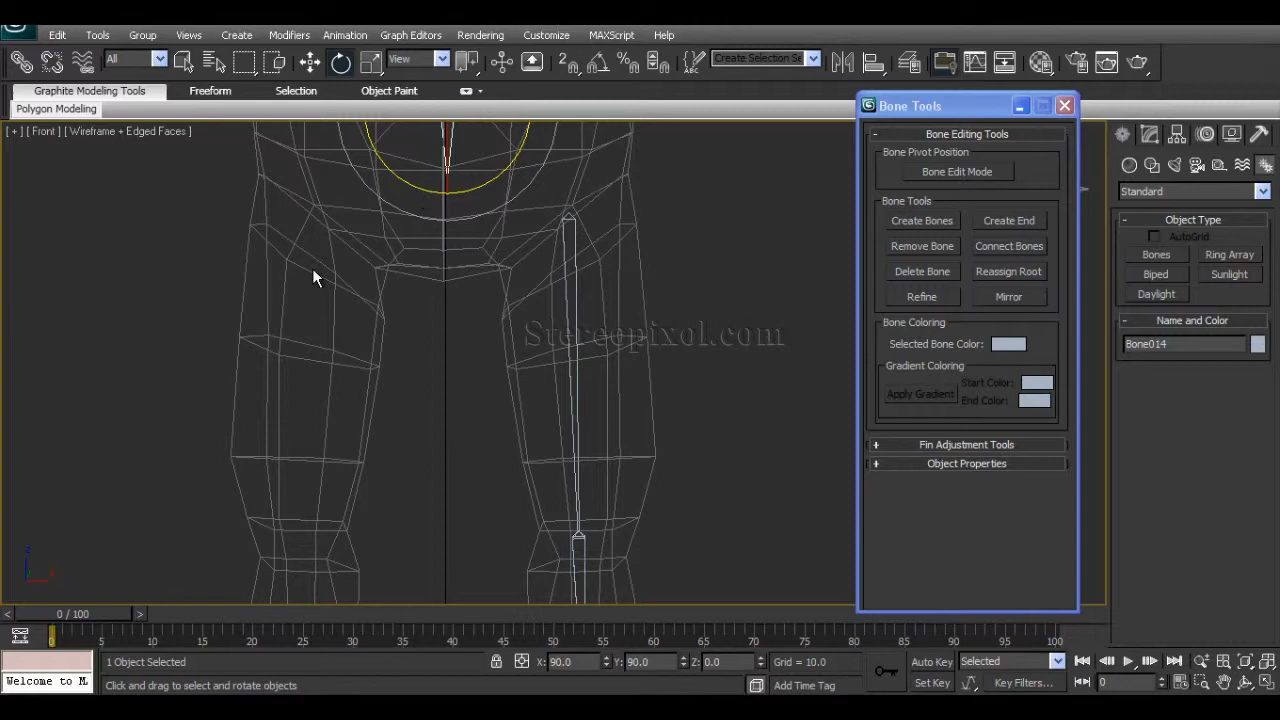 Edit Tools Group Views Create Modifiers Animation Graph Editors Rendering Customize MAXScript Help
All View Create Selection Se
Graphite Modeling Tools Freeform Selection Object Paint
Polygon Modeling
[ + ] [ Front ] [ Wireframe + Edged Faces ]
Bone Tools
- Bone Editing Tools
Bone Pivot Position
Bone Edit Mode
Bone Tools
Create Bones Create End
Remove Bone Connect Bones
Delete Bone Reassign Root
Refine Mirror
Bone Coloring
Selected Bone Color:
Gradient Coloring
Apply Gradient Start Color:
End Color:
+ Fin Adjustment Tools
+ Object Properties
Standard
- Object Type
AutoGrid
Bones Ring Array
Biped Sunlight
Daylight
- Name and Color
Bone014
Stereopixol.com
z
x
< 0 / 100 >
0 5 10 15 20 25 30 35 40 45 50 55 60 65 70 75 80 85 90 95 100
1 Object Selected X: 90.0 Y: 90.0 Z: 0.0 Grid = 10.0 Auto Key Selected
Welcome to M. Click and drag to select and rotate objects Add Time Tag Set Key Key Filters... 0